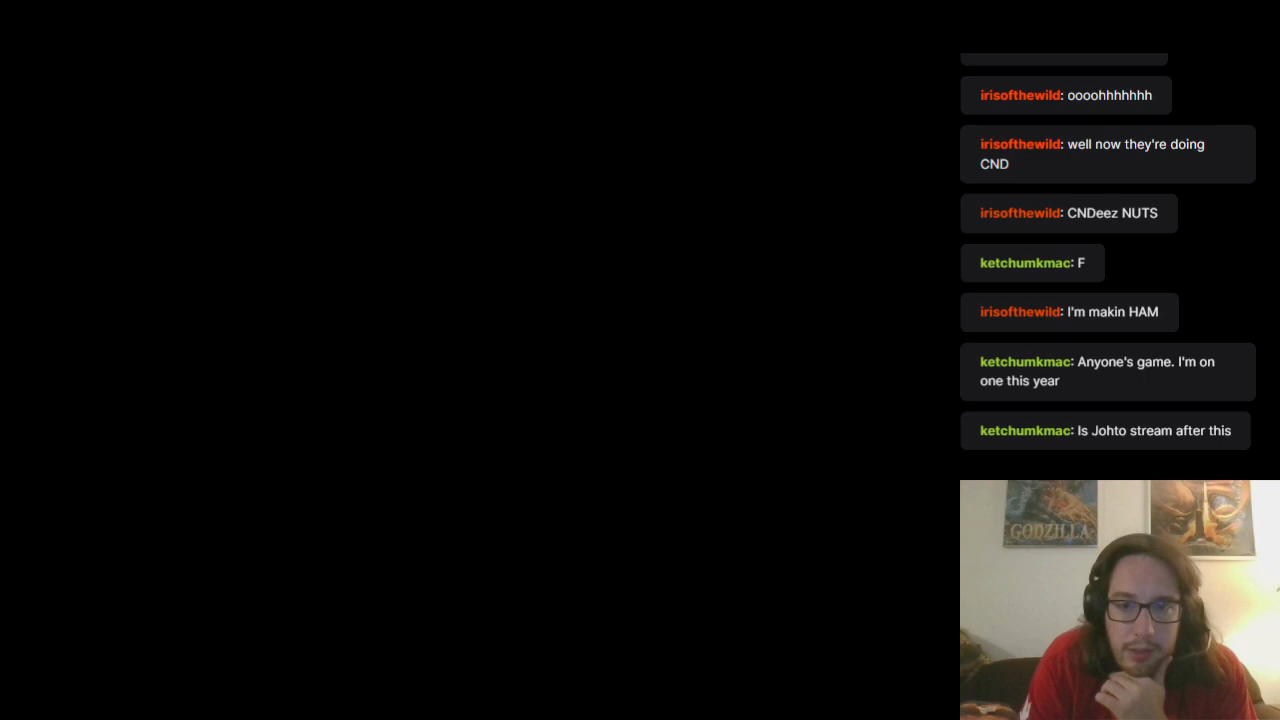 irisofthewild: oooohhhhhhh
irisofthewild: well now they're doing
CND
irisofthewild: CNDeez NUTS
ketchumkmac: F
irisofthewild: I'm makin HAM
ketchumkmac: Anyone's game. I'm on
one this year
ketchumkmac: Is Johto stream after this
GODZILLA